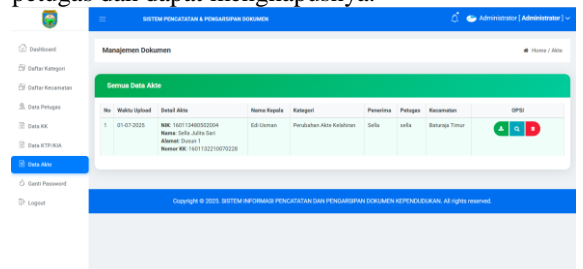 petugas dan dapat menghapusnya.
SISTEM PENCATATAN & PENGARSIPAN DOKUMEN
Administrator [ Administrator ]
Dashboard
Daftar Kategori
Daftar Kecamatan
Data Petugas
Data KK
Data KTP/KIA
Data Akte
Ganti Password
Logout
Manajemen Dokumen
Home / Akte
Semua Data Akte
No Waktu Upload Detail Akte Nama Kepala Kategori Penerima Petugas Kecamatan OPSI
1 01-07-2025 NIK: 160113480502004 Edi Usman Perubahan Akte Kelahiran Sella sella Baturaja Timur
Nama: Sella Julita Sari
Alamat: Dusun 1
Nomor KK: 1601132210070228
Copyright © 2025. SISTEM INFORMASI PENCATATAN DAN PENGARSIPAN DOKUMEN KEPENDUDUKAN. All rights reserved.